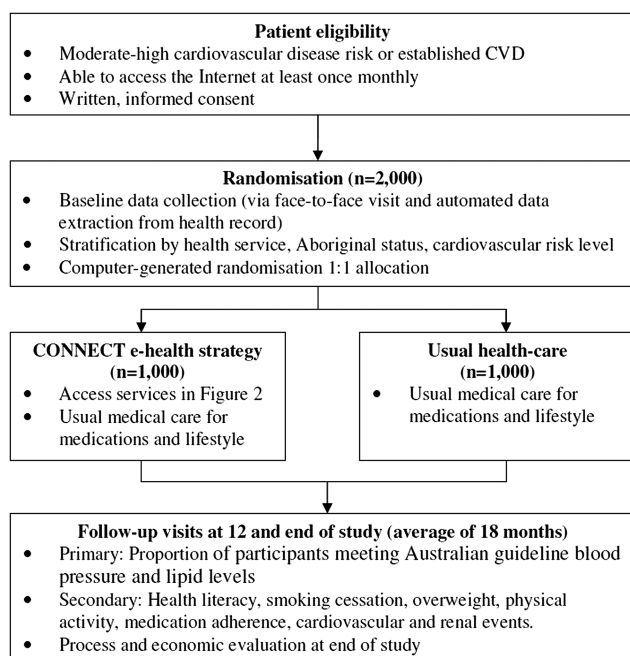 Patient eligibility
• Moderate-high cardiovascular disease risk or established CVD
• Able to access the Internet at least once monthly
• Written, informed consent
Randomisation (n=2,000)
• Baseline data collection (via face-to-face visit and automated data
extraction from health record)
• Stratification by health service, Aboriginal status, cardiovascular risk level
• Computer-generated randomisation 1:1 allocation
CONNECT e-health strategy
(n=1,000)
• Access services in Figure 2
• Usual medical care for
medications and lifestyle
Usual health-care
(n=1,000)
• Usual medical care for
medications and lifestyle
Follow-up visits at 12 and end of study (average of 18 months)
• Primary: Proportion of participants meeting Australian guideline blood
pressure and lipid levels
• Secondary: Health literacy, smoking cessation, overweight, physical
activity, medication adherence, cardiovascular and renal events.
• Process and economic evaluation at end of study